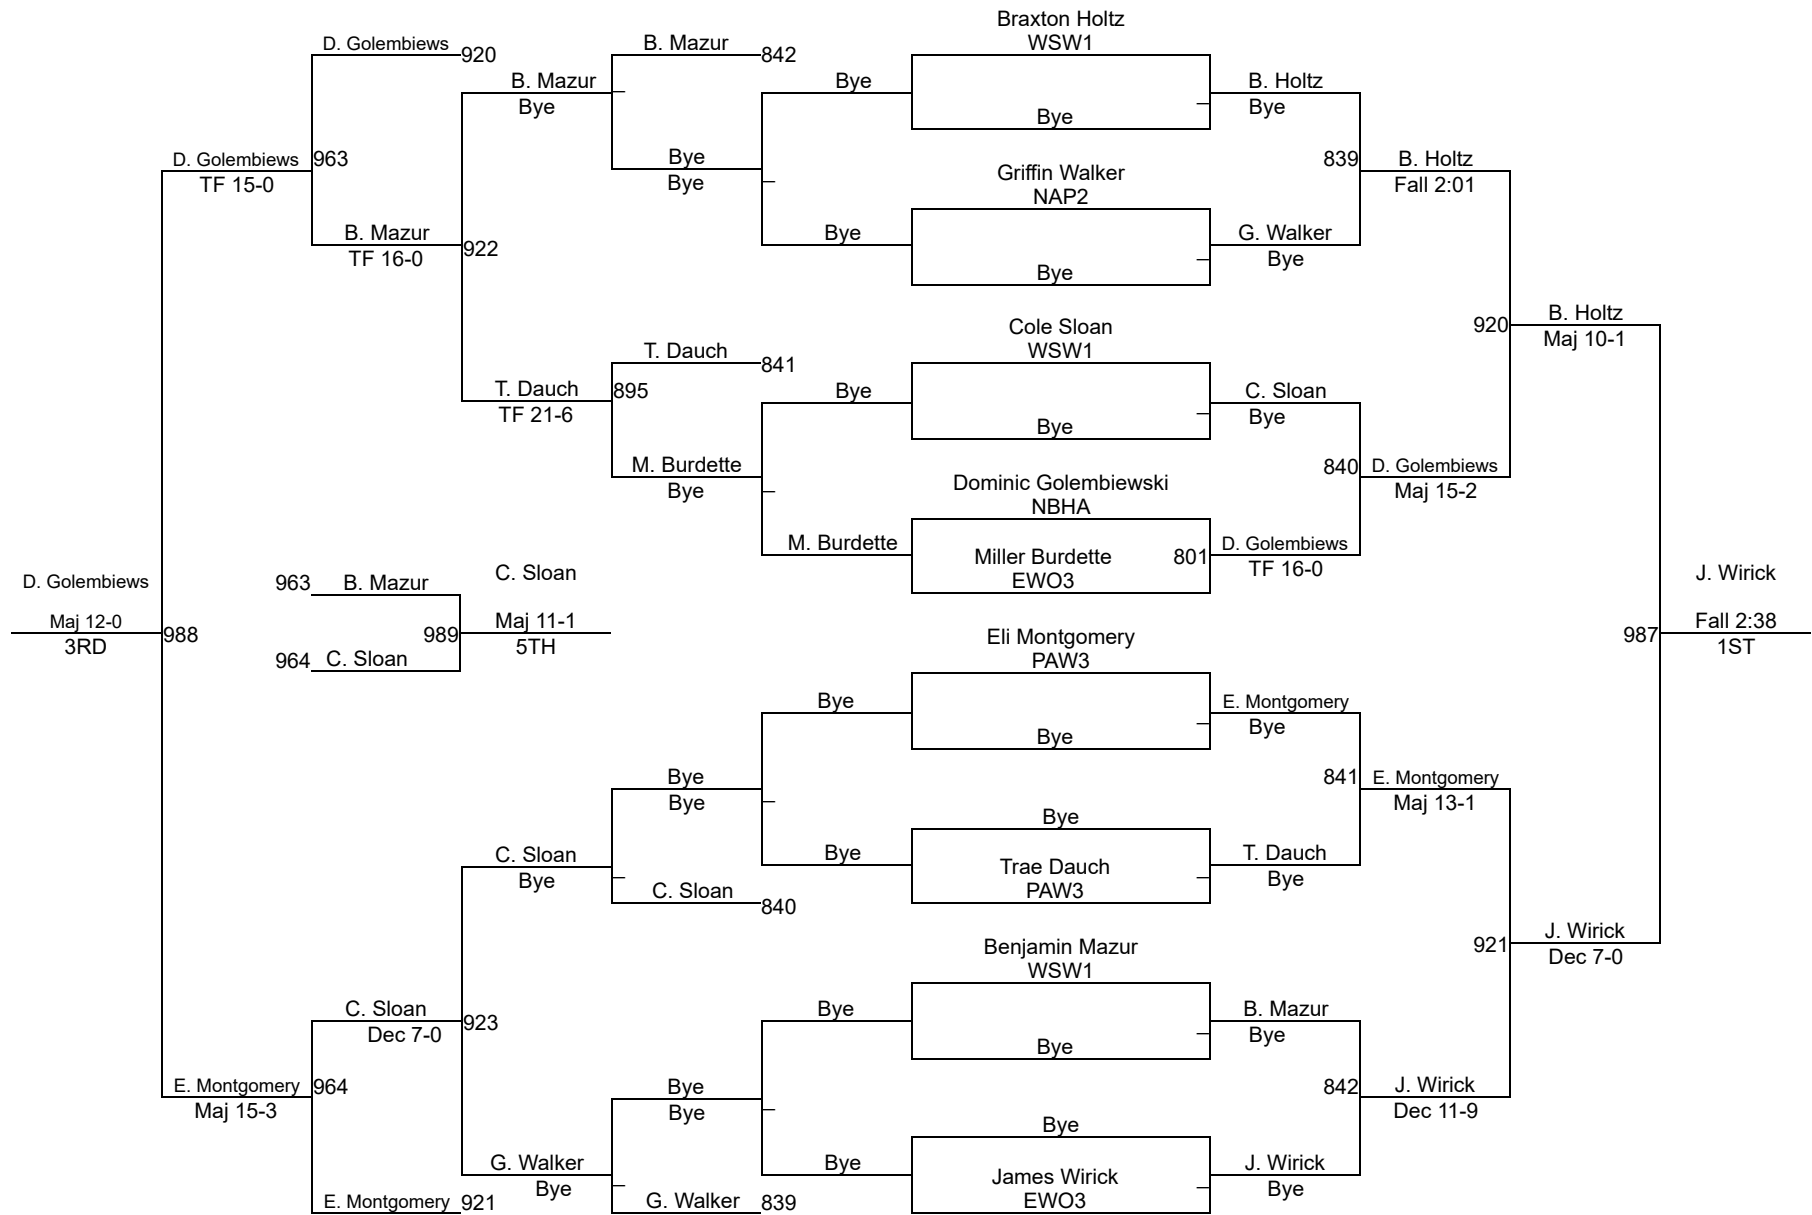 Braxton Holtz
D. Golembiews
920
B. Mazur
842
WSW1
B. Mazur
Bye
B. Holtz
Bye
Bye
Bye
D. Golembiews
963
Bye
839
B. Holtz
TF 15-0
Bye
Griffin Walker
Fall 2:01
NAP2
B. Mazur
922
Bye
G. Walker
TF 16-0
Bye
Bye
Cole Sloan
B. Holtz
920
T. Dauch
841
WSW1
Maj 10-1
T. Dauch
895
Bye
C. Sloan
TF 21-6
Bye
Bye
M. Burdette
840
D. Golembiews
Bye
Dominic Golembiewski
Maj 15-2
NBHA
M. Burdette
Miller Burdette
801
D. Golembiews
EWO3
TF 16-0
D. Golembiews
963
B. Mazur
C. Sloan
J. Wirick
Maj 12-0
988
989
Maj 11-1
Eli Montgomery
987
Fall 2:38
3RD
964
C. Sloan
5TH
PAW3
1ST
Bye
E. Montgomery
Bye
Bye
Bye
841
E. Montgomery
Bye
Bye
Maj 13-1
C. Sloan
Bye
Trae Dauch
T. Dauch
Bye
C. Sloan
840
PAW3
Bye
Benjamin Mazur
921
J. Wirick
WSW1
Dec 7-0
C. Sloan
923
Bye
B. Mazur
Dec 7-0
Bye
Bye
E. Montgomery
964
Bye
842
J. Wirick
Maj 15-3
Bye
Bye
Dec 11-9
G. Walker
Bye
James Wirick
J. Wirick
Bye
EWO3
Bye
E. Montgomery
921
G. Walker
839